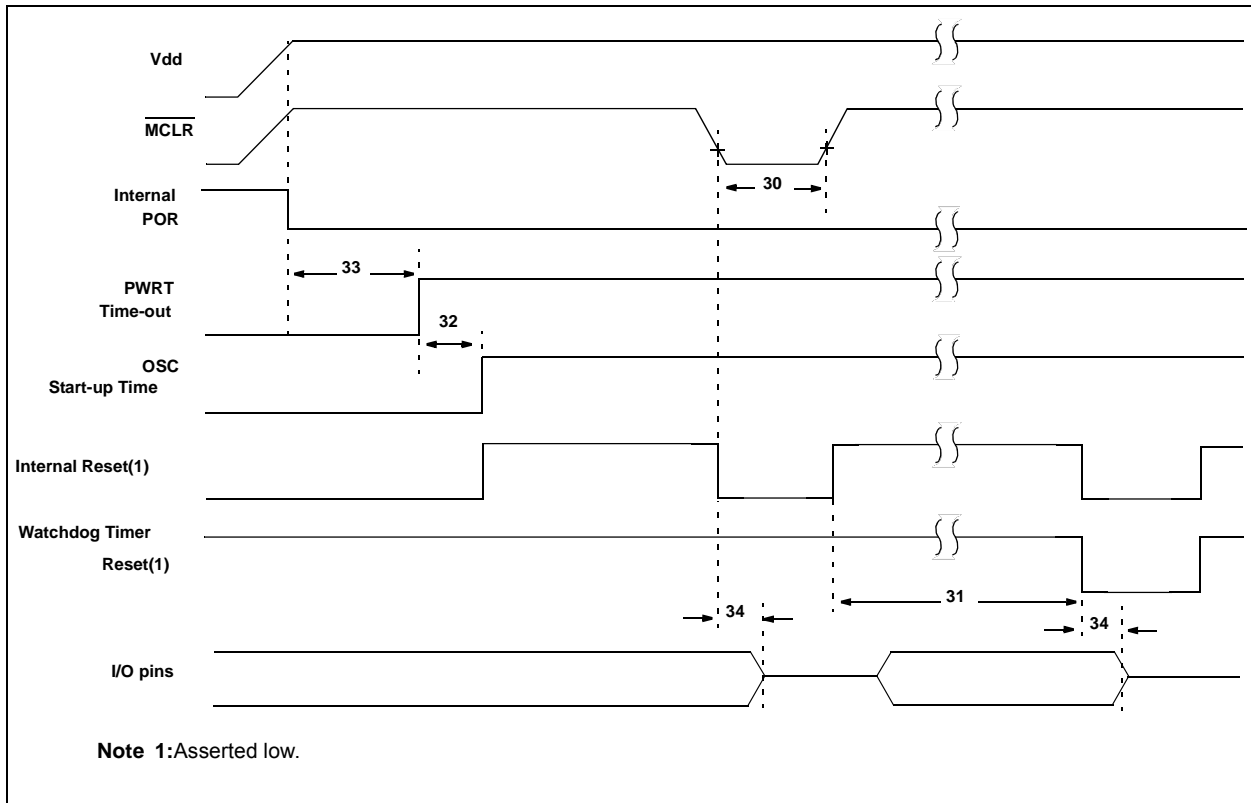 Vdd
MCLR
30
Internal
POR
33
PWRT
Time-out
32
OSC
Start-up Time
Internal Reset(1)
Watchdog Timer
Reset(1)
31
34
34
I/O pins
Note 1:Asserted low.